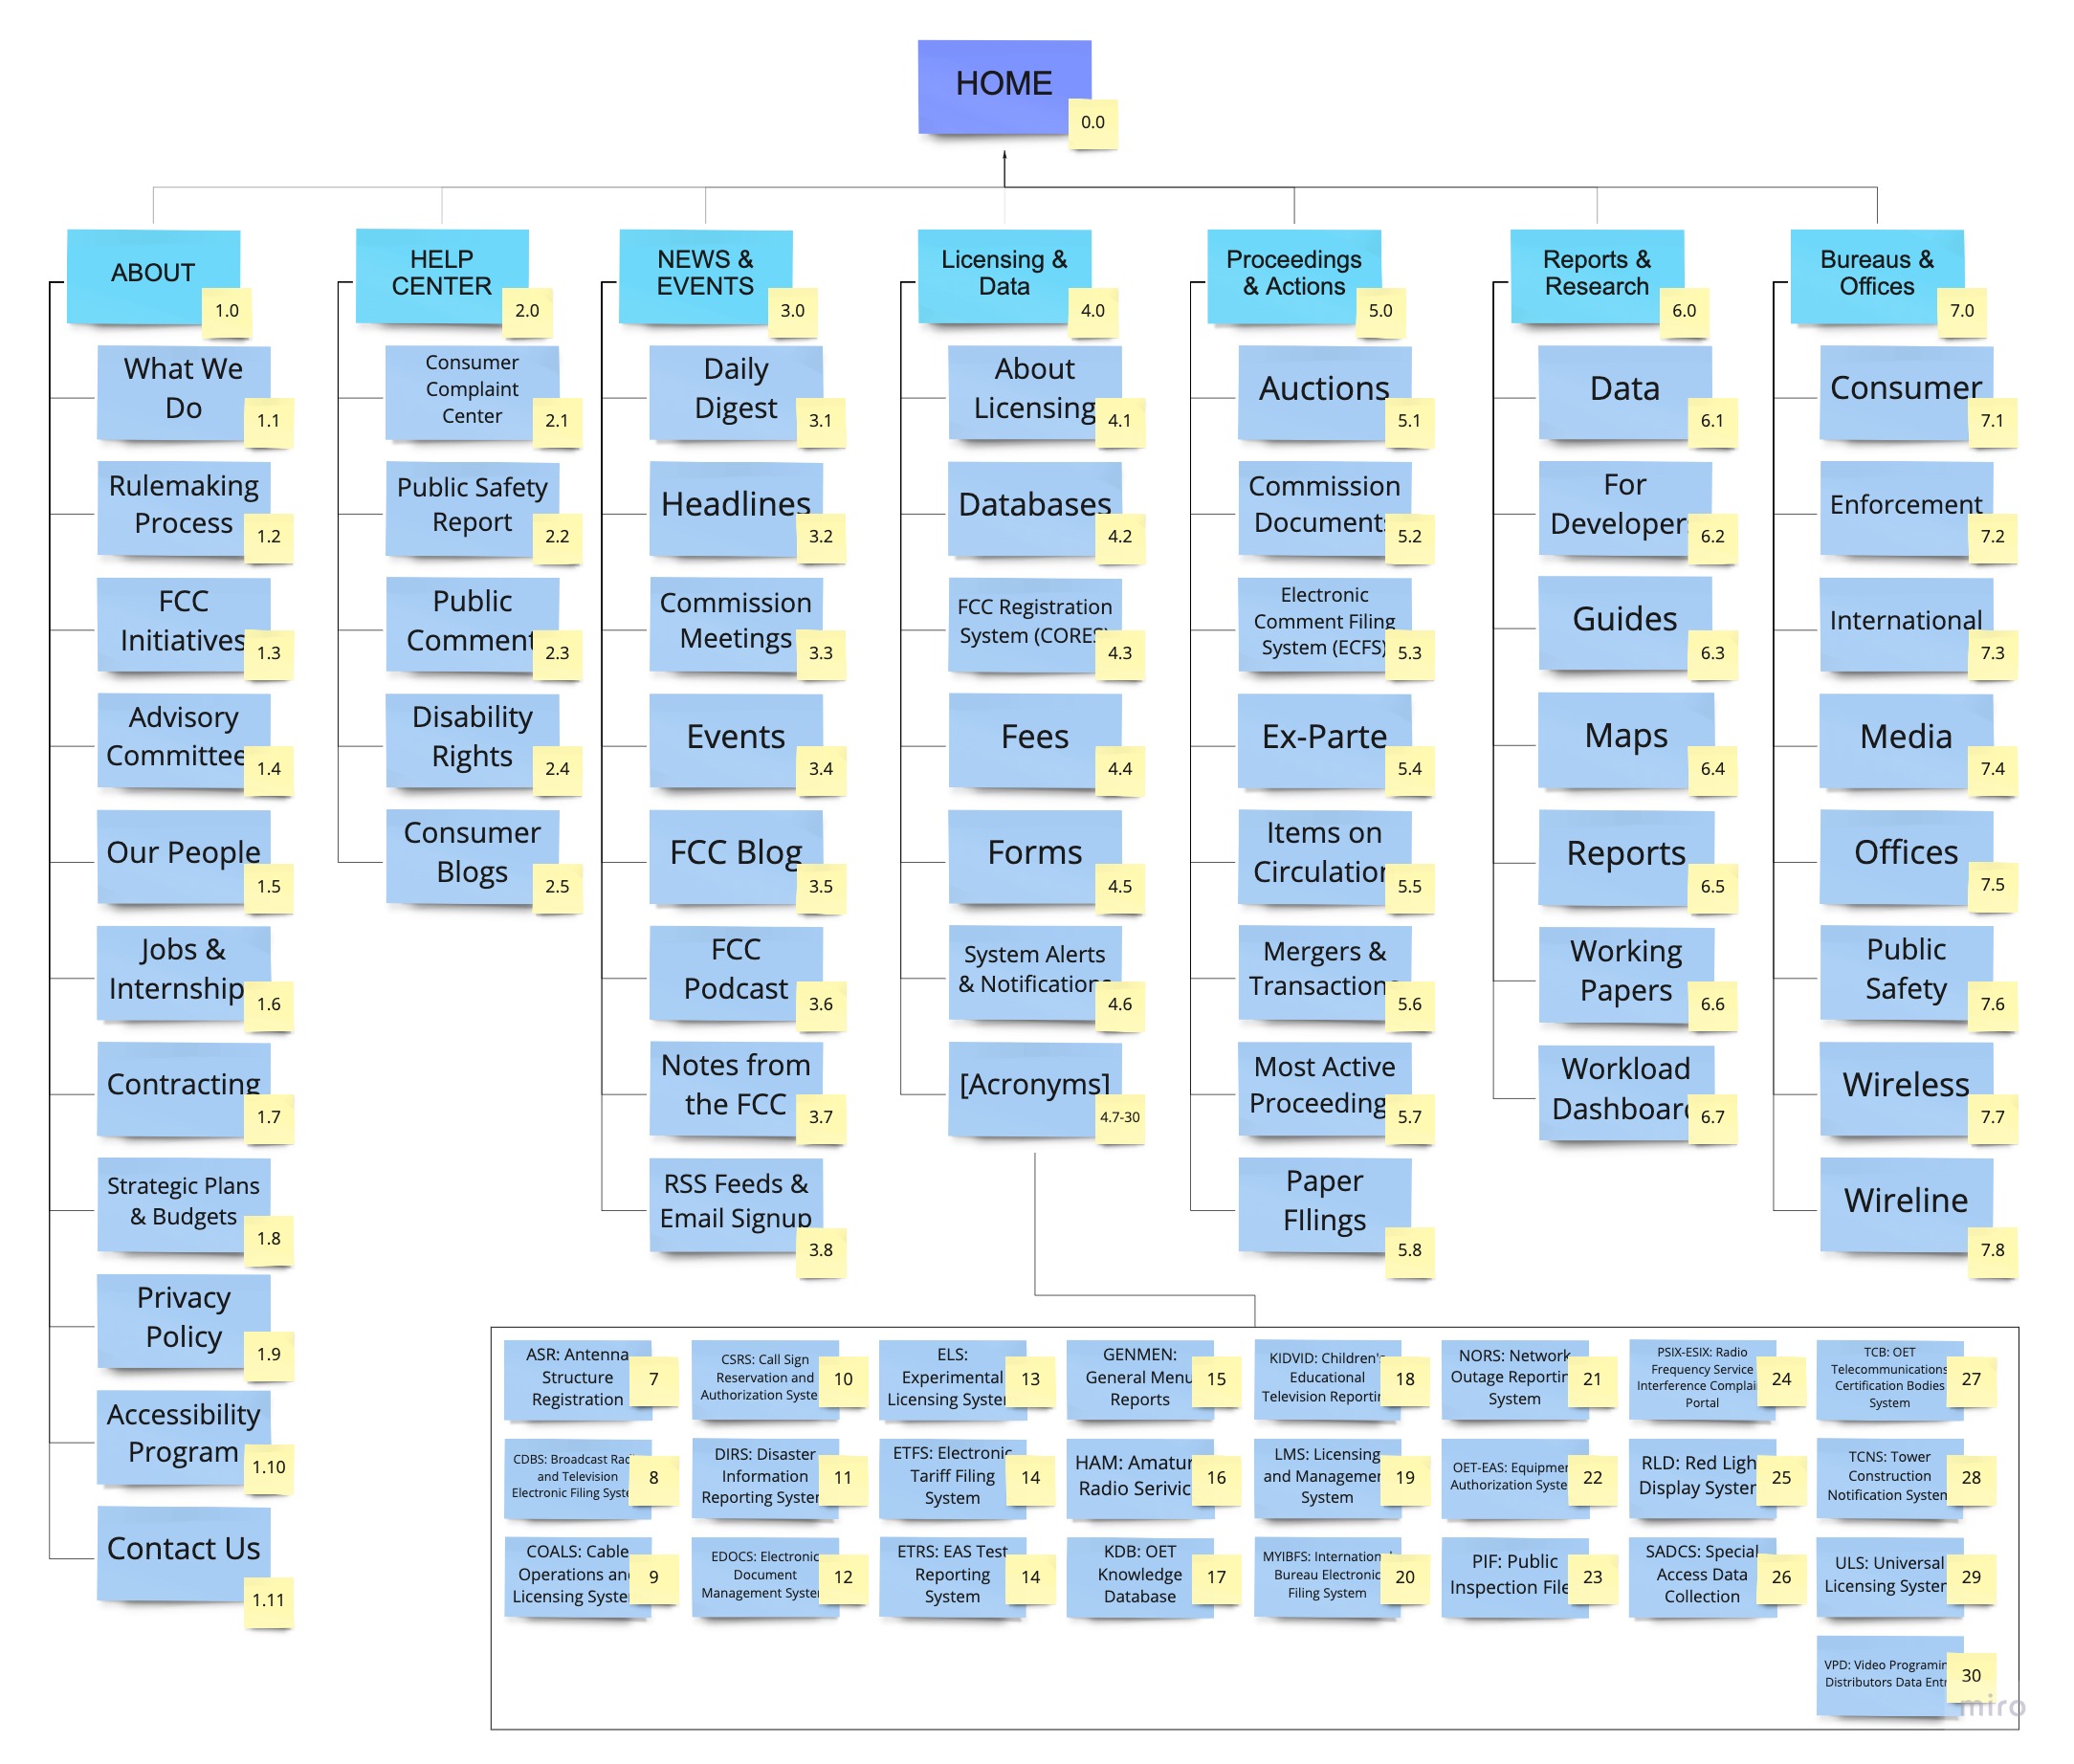 HOME
0.0
ABOUT
1.0
What We
Do
1.1
Rulemaking
Process
1.2
FCC
Initiatives
1.3
Advisory
Committee
1.4
Our People
1.5
Jobs &
Internship
1.6
Contracting
1.7
Strategic Plans
& Budgets
1.8
Privacy
Policy
1.9
Accessibility
Program
1.10
Contact Us
1.11
HELP
CENTER
2.0
Consumer
Complaint
Center
2.1
Public Safety
Report
2.2
Public
Comment
2.3
Disability
Rights
2.4
Consumer
Blogs
2.5
NEWS &
EVENTS
3.0
Daily
Digest
3.1
Headlines
3.2
Commission
Meetings
3.3
Events
3.4
FCC Blog
3.5
FCC
Podcast
3.6
Notes from
the FCC
3.7
RSS Feeds &
Email Signup
3.8
Licensing &
Data
4.0
About
Licensing
4.1
Databases
4.2
FCC Registration
System (CORES)
4.3
Fees
4.4
Forms
4.5
System Alerts
& Notifications
4.6
[Acronyms]
4.7-30
Proceedings
& Actions
5.0
Auctions
5.1
Commission
Documents
5.2
Electronic
Comment Filing
System (ECFS)
5.3
Ex-Parte
5.4
Items on
Circulation
5.5
Mergers &
Transactions
5.6
Most Active
Proceeding
5.7
Paper
FIlings
5.8
Reports &
Research
6.0
Data
6.1
For
Developer
6.2
Guides
6.3
Maps
6.4
Reports
6.5
Working
Papers
6.6
Workload
Dashboard
6.7
Bureaus &
Offices
7.0
Consumer
7.1
Enforcement
7.2
International
7.3
Media
7.4
Offices
7.5
Public
Safety
7.6
Wireless
7.7
Wireline
7.8
ASR: Antenna
Structure
Registration
7
CDBS: Broadcast Radio
and Television
Electronic Filing System
8
COALS: Cable
Operations and
Licensing System
9
CSRS: Call Sign
Reservation and
Authorization System
10
DIRS: Disaster
Information
Reporting System
11
EDOCS: Electronic
Document
Management System
12
ELS:
Experimental
Licensing System
13
ETFS: Electronic
Tariff Filing
System
14
ETRS: EAS Test
Reporting
System
14
GENMEN:
General Menu
Reports
15
HAM: Amatur
Radio Serivic
16
KDB: OET
Knowledge
Database
17
KIDVID: Children's
Educational
Television Reporting
18
LMS: Licensing
and Management
System
19
MYIBFS: International
Bureau Electronic
Filing System
20
NORS: Network
Outage Reporting
System
21
OET-EAS: Equipment
Authorization System
22
PIF: Public
Inspection File
23
PSIX-ESIX: Radio
Frequency Service
Interference Complaint
Portal
24
RLD: Red Light
Display System
25
SADCS: Special
Access Data
Collection
26
TCB: OET
Telecommunications
Certification Bodies
System
27
TCNS: Tower
Construction
Notification System
28
ULS: Universal
Licensing System
29
VPD: Video Programing
Distributors Data Entry
30
miro